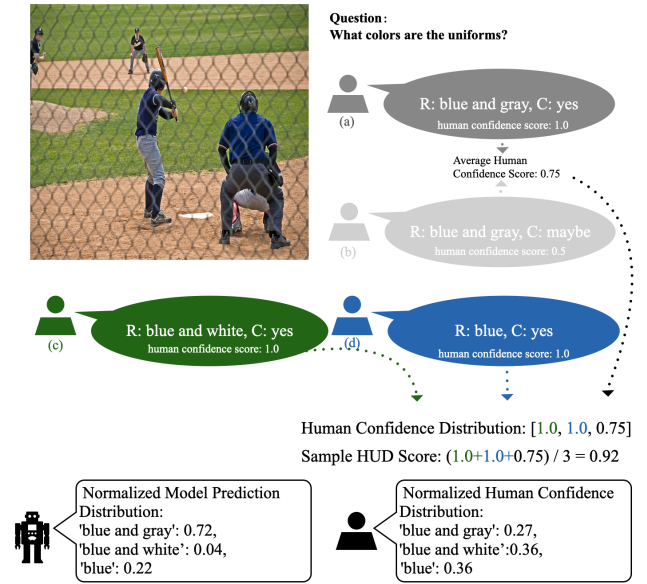 Question:
What colors are the uniforms?
R: blue and gray, C: yes
human confidence score: 1.0
(a)
Average Human
Confidence Score: 0.75
R: blue and gray, C: maybe
human confidence score: 0.5
(b)
R: blue and white, C: yes
human confidence score: 1.0
(c)
R: blue, C: yes
human confidence score: 1.0
(d)
Human Confidence Distribution: [1.0, 1.0, 0.75]
Sample HUD Score: (1.0+1.0+0.75) / 3 = 0.92
Normalized Model Prediction
Distribution:
'blue and gray': 0.72,
'blue and white’: 0.04,
'blue': 0.22
Normalized Human Confidence
Distribution:
'blue and gray': 0.27,
'blue and white’:0.36,
'blue': 0.36